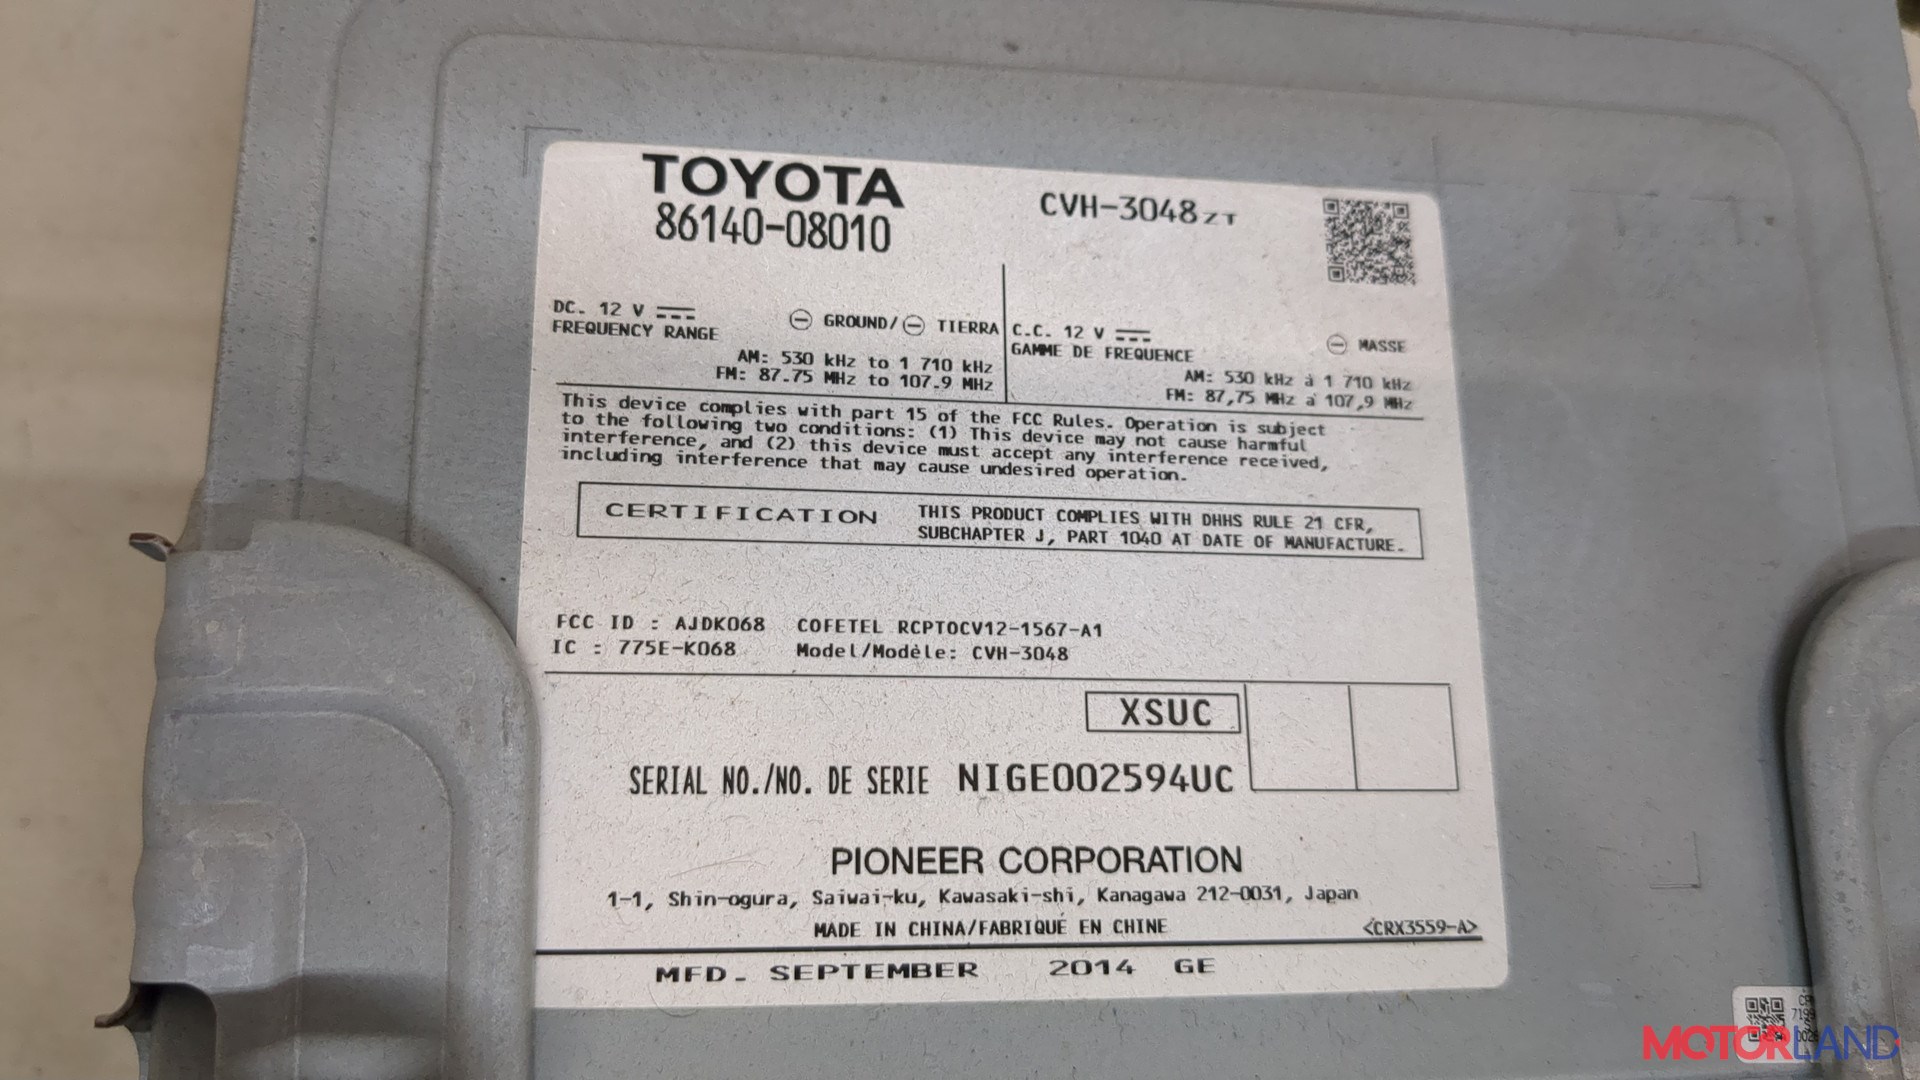 TOYOTA
86140-08010
CVH-3048ZT
DC. 12 V
GROUND/ TIERRA
FREQUENCY RANGE
AM: 530 kHz to 1 710 kHz
FM: 87.75 MHz to 107.9 MHz
C.C. 12 V
MASSE
GAMME DE FREQUENCE
AM: 530 kHz à 1 710 kHz
FM: 87,75 MHz à 107,9 MHz
This device complies with part 15 of the FCC Rules. Operation is subject
to the following two conditions: (1) This device may not cause harmful
interference, and (2) this device must accept any interference received,
including interference that may cause undesired operation.
CERTIFICATION
THIS PRODUCT COMPLIES WITH DHHS RULE 21 CFR,
SUBCHAPTER J, PART 1040 AT DATE OF MANUFACTURE.
FCC ID : AJDK068 COFETEL RCPTOCV12-1567-A1
IC : 775E-K068 Model/Modèle: CVH-3048
XSUC
SERIAL NO./NO. DE SERIE NIGE002594UC
PIONEER CORPORATION
1-1, Shin-ogura, Saiwai-ku, Kawasaki-shi, Kanagawa 212-0031, Japan
MADE IN CHINA/FABRIQUÉ EN CHINE
<CRX3559-A>
MFD. SEPTEMBER 2014 GE
MOTORLAND